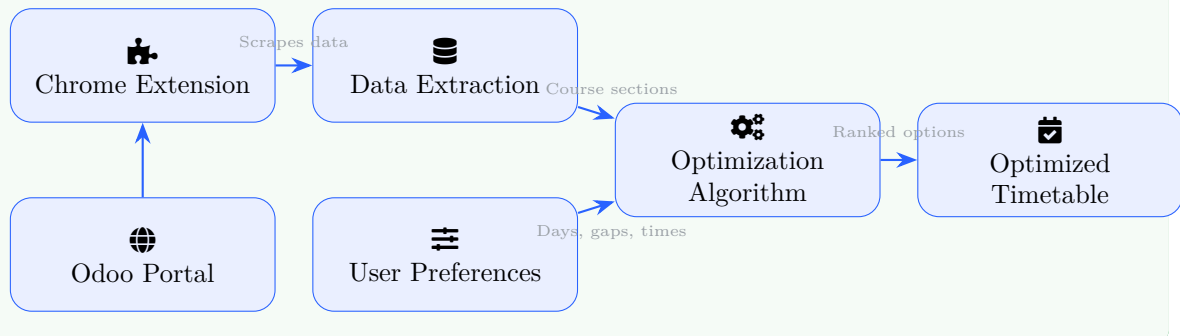 Scrapes data
Chrome Extension
Data Extraction
Course sections
Ranked options
Optimization
Algorithm
Optimized
Timetable
Days, gaps, times
Odoo Portal
User Preferences